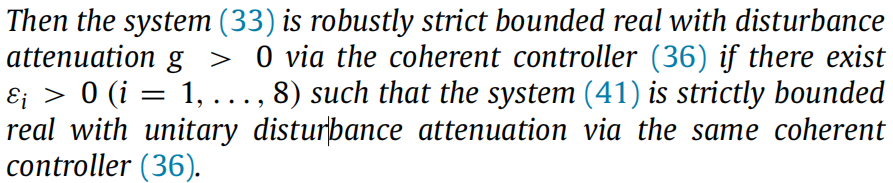 Then the system (33) is robustly strict bounded real with disturbance
attenuation g > 0 via the coherent controller (36) if there exist
εᵢ > 0 (i = 1, . . . , 8) such that the system (41) is strictly bounded
real with unitary disturbance attenuation via the same coherent
controller (36).